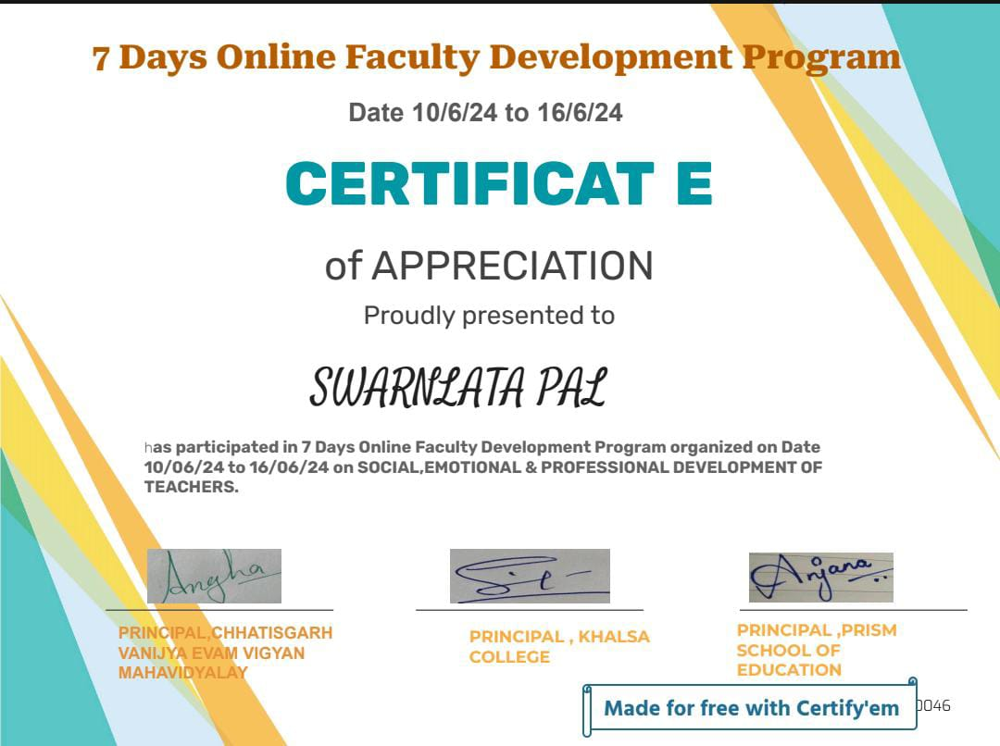 7 Days Online Faculty Development Program
Date 10/6/24 to 16/6/24
CERTIFICAT E
of APPRECIATION
Proudly presented to
SWARNLATA PAL
has participated in 7 Days Online Faculty Development Program organized on Date
10/06/24 to 16/06/24 on SOCIAL,EMOTIONAL & PROFESSIONAL DEVELOPMENT OF
TEACHERS.
Angha
Anjana
PRINCIPAL,CHHATISGARH
VANIJYA EVAM VIGYAN
MAHAVIDYALAY
PRINCIPAL , KHALSA
COLLEGE
PRINCIPAL ,PRISM
SCHOOL OF
EDUCATION
Made for free with Certify'em
0046